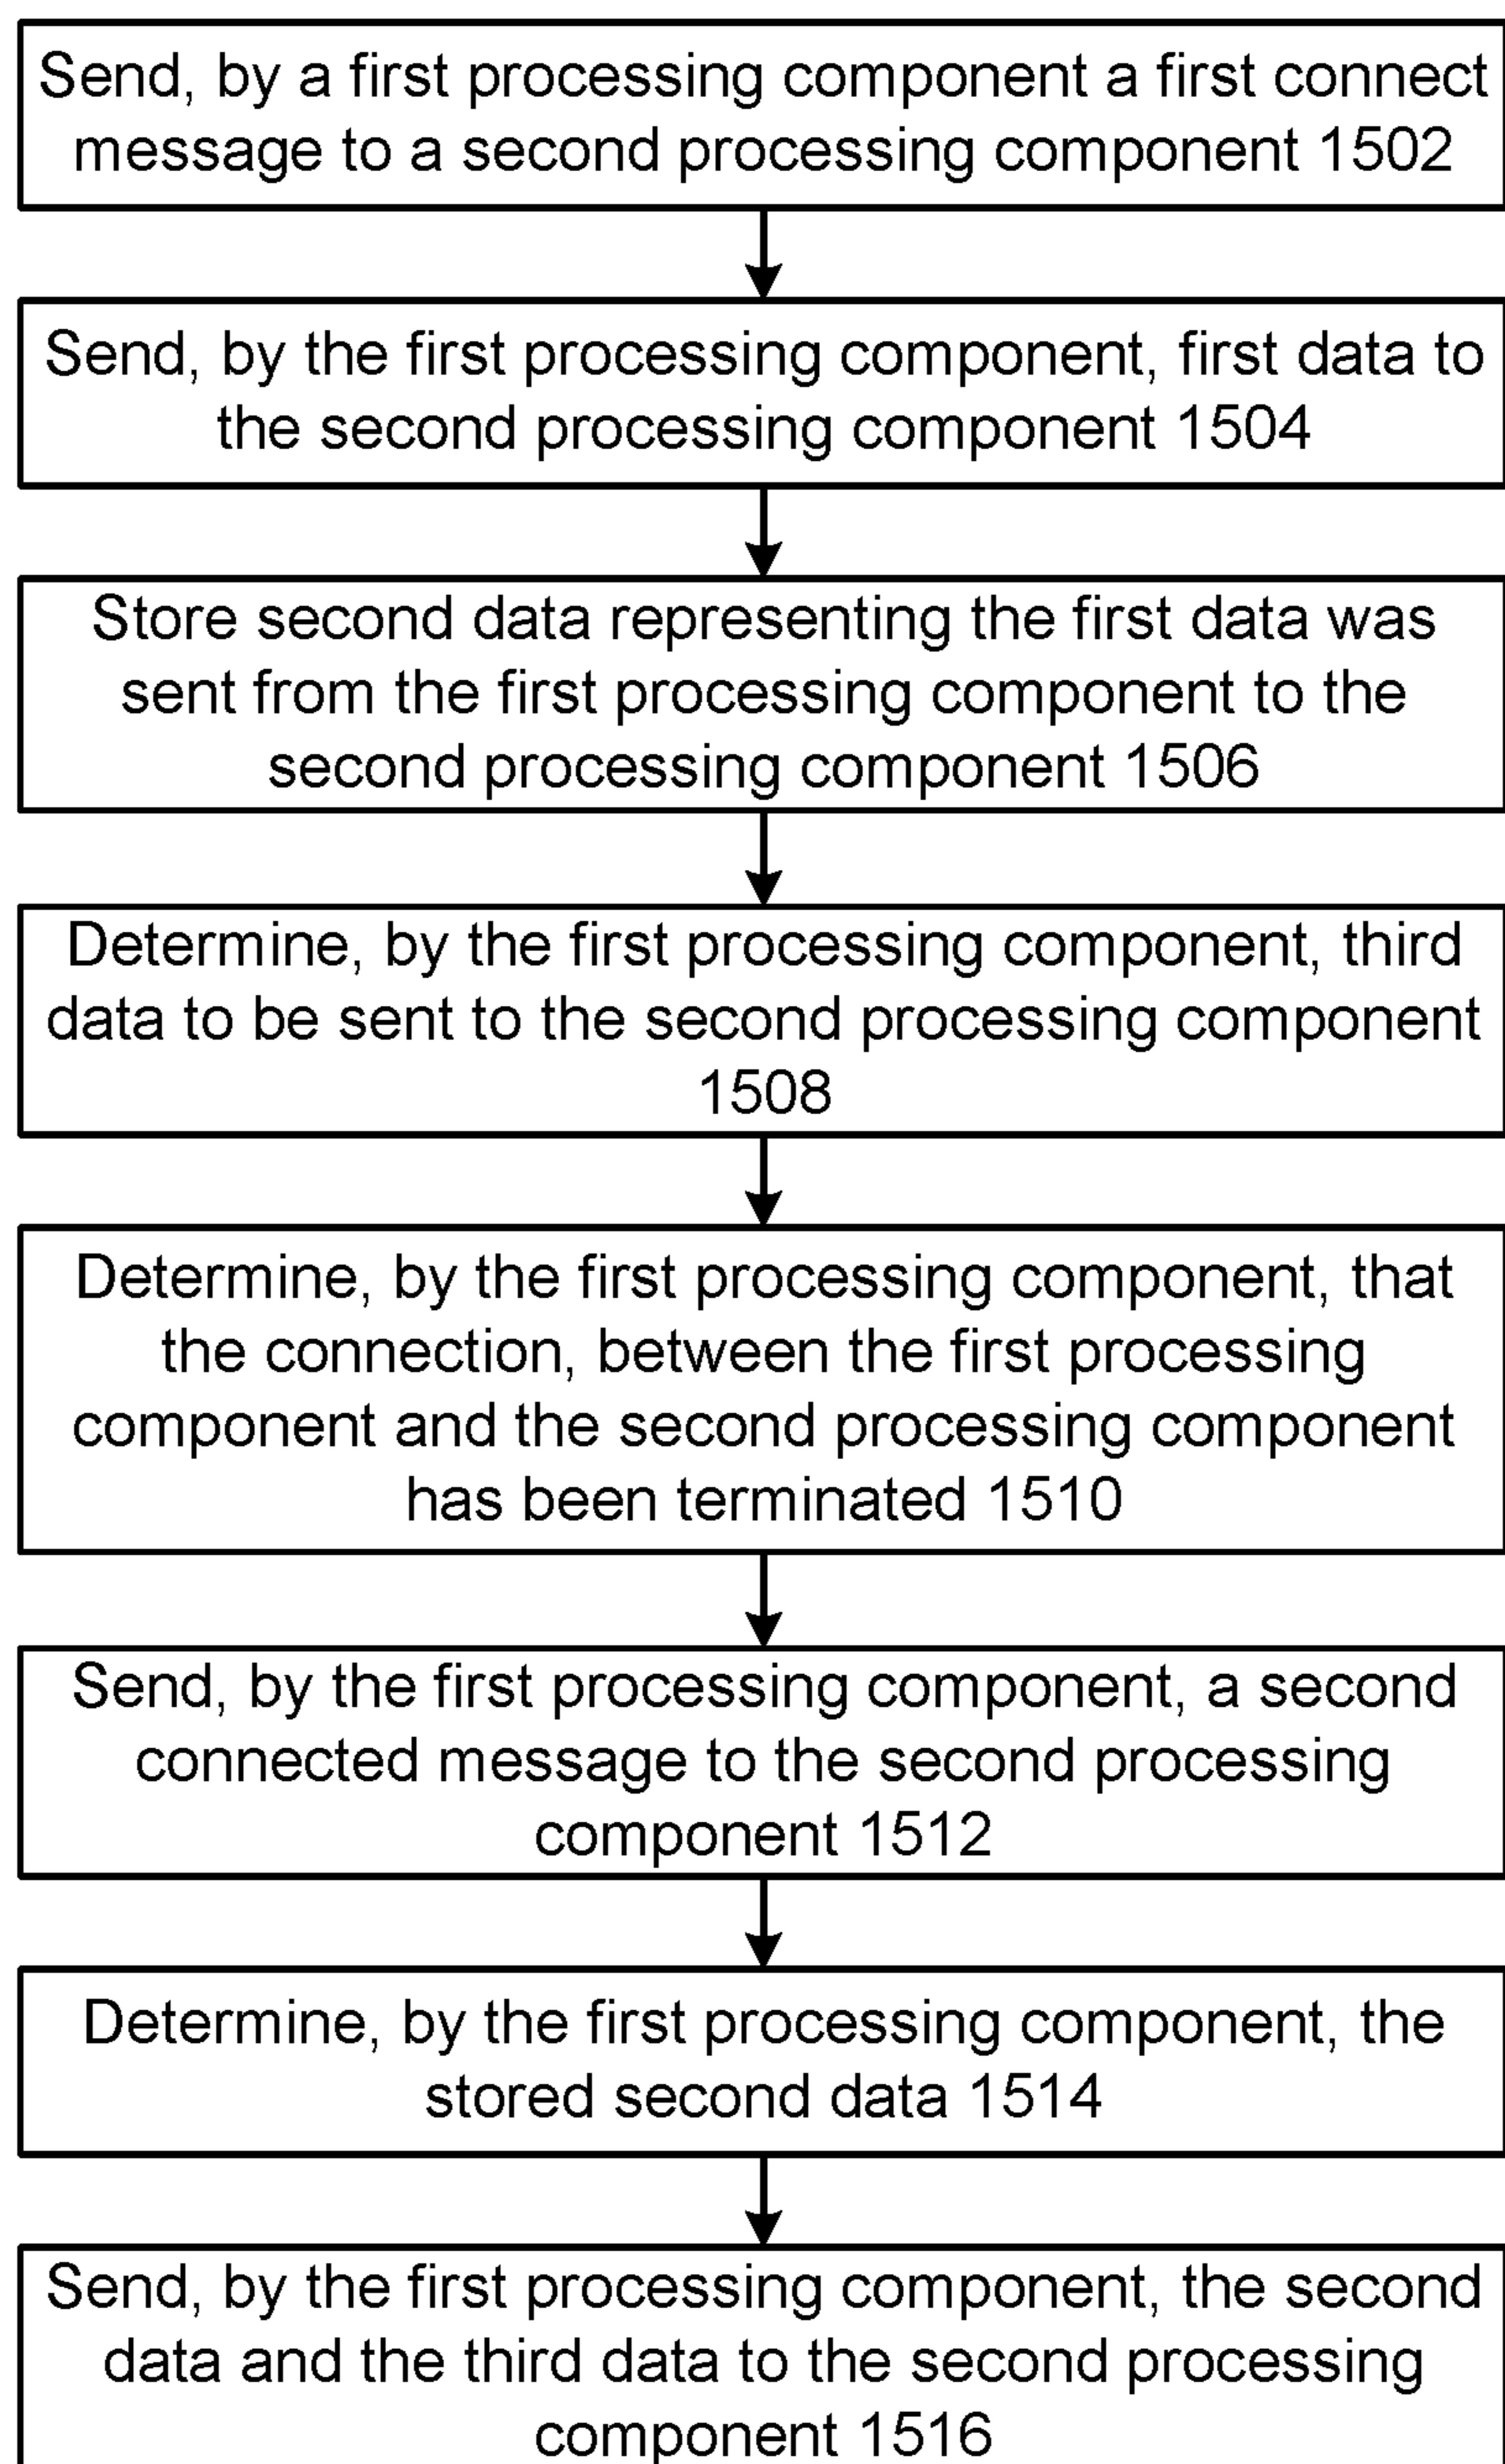 Send, by a first processing component a first connect
message to a second processing component 1502
Send, by the first processing component, first data to
the second processing component 1504
Store second data representing the first data was
sent from the first processing component to the
second processing component 1506
Determine, by the first processing component, third
data to be sent to the second processing component
1508
Determine, by the first processing component, that
the connection, between the first processing
component and the second processing component
has been terminated 1510
Send, by the first processing component, a second
connected message to the second processing
component 1512
Determine, by the first processing component, the
stored second data 1514
Send, by the first processing component, the second
data and the third data to the second processing
component 1516